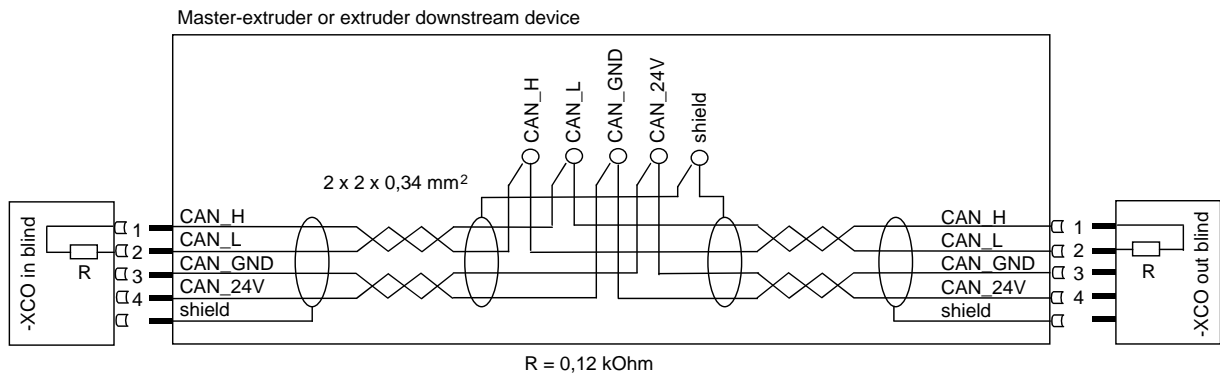 Master-extruder or extruder downstream device
CAN_H
CAN_L
CAN_GND
CAN_24V
shield
2 x 2 x 0,34 mm²
-XCO in blind
R
1
2
3
4
CAN_H
CAN_L
CAN_GND
CAN_24V
shield
CAN_H
CAN_L
CAN_GND
CAN_24V
shield
1
2
3
4
R
-XCO out blind
R = 0,12 kOhm